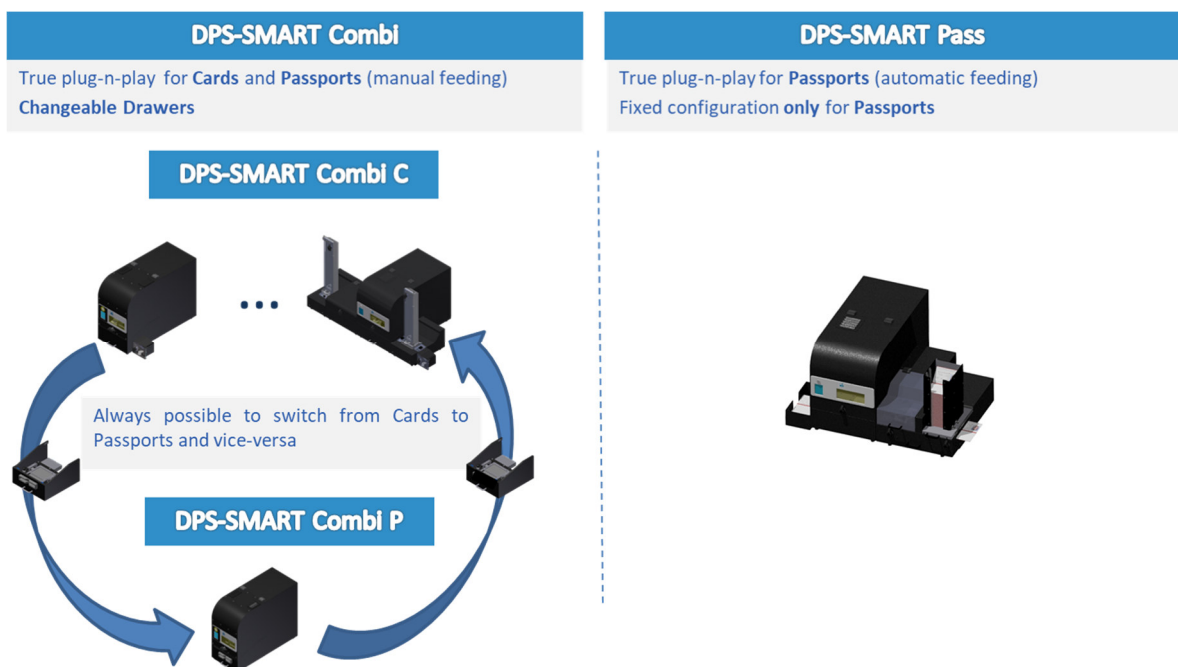 DPS-SMART Combi
True plug-n-play for Cards and Passports (manual feeding)
Changeable Drawers
DPS-SMART Combi C
Always possible to switch from Cards to
Passports and vice-versa
DPS-SMART Combi P
DPS-SMART Pass
True plug-n-play for Passports (automatic feeding)
Fixed configuration only for Passports